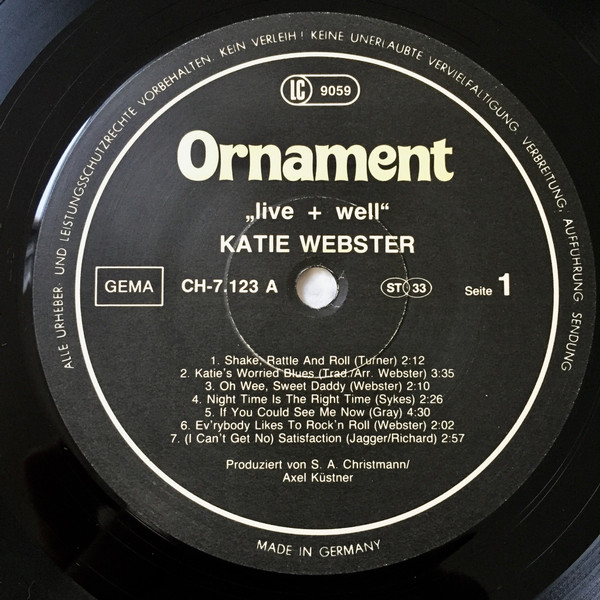 ALLE URHEBER- UND LEISTUNGSSCHUTZRECHTE VORBEHALTEN. KEIN VERLEIH! KEINE UNERLAUBTE VERVIELFÄLTIGUNG, VERBREITUNG, AUFFÜHRUNG, SENDUNG
LC 9059
Ornament
„live + well“
KATIE WEBSTER
GEMA CH-7.123 A ST 33 Seite 1
1. Shake, Rattle And Roll (Turner) 2:12
2. Katie's Worried Blues (Trad./Arr. Webster) 3:35
3. Oh Wee, Sweet Daddy (Webster) 2:10
4. Night Time Is The Right Time (Sykes) 2:26
5. If You Could See Me Now (Gray) 4:30
6. Ev'rybody Likes To Rock'n Roll (Webster) 2:02
7. (I Can't Get No) Satisfaction (Jagger/Richard) 2:57
Produziert von S. A. Christmann/
Axel Küstner
MADE IN GERMANY